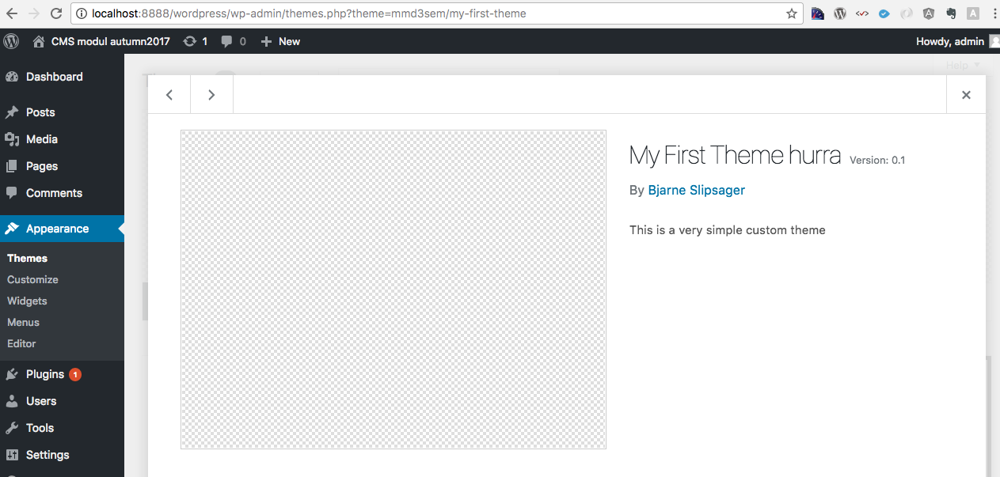 localhost:8888/wordpress/wp-admin/themes.php?theme=mmd3sem/my-first-theme
CMS modul autumn2017 1 0 New Howdy, admin
Help
Dashboard
Posts
Media
Pages
Comments
Appearance
Themes
Customize
Widgets
Menus
Editor
Plugins 1
Users
Tools
Settings
My First Theme hurra Version: 0.1
By Bjarne Slipsager
This is a very simple custom theme